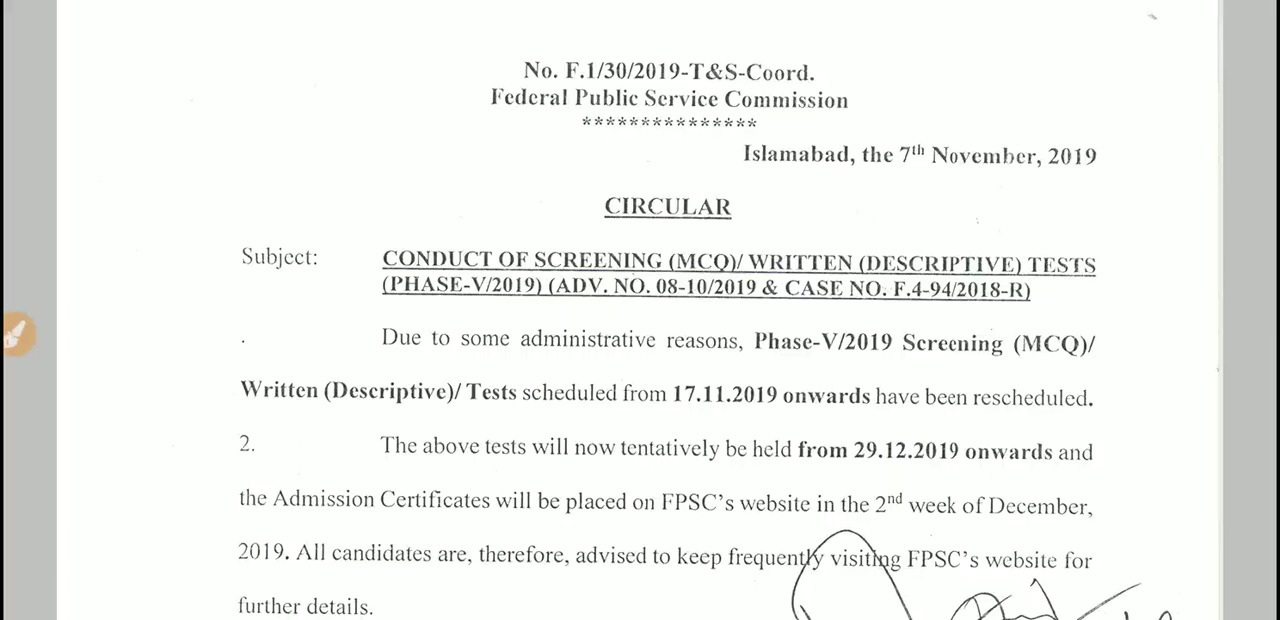 No. F.1/30/2019-T&S-Coord.
Federal Public Service Commission
***************
Islamabad, the 7th November, 2019
CIRCULAR
Subject: CONDUCT OF SCREENING (MCQ)/ WRITTEN (DESCRIPTIVE) TESTS
(PHASE-V/2019) (ADV. NO. 08-10/2019 & CASE NO. F.4-94/2018-R)
. Due to some administrative reasons, Phase-V/2019 Screening (MCQ)/
Written (Descriptive)/ Tests scheduled from 17.11.2019 onwards have been rescheduled.
2. The above tests will now tentatively be held from 29.12.2019 onwards and
the Admission Certificates will be placed on FPSC's website in the 2nd week of December,
2019. All candidates are, therefore, advised to keep frequently visiting FPSC's website for
further details.